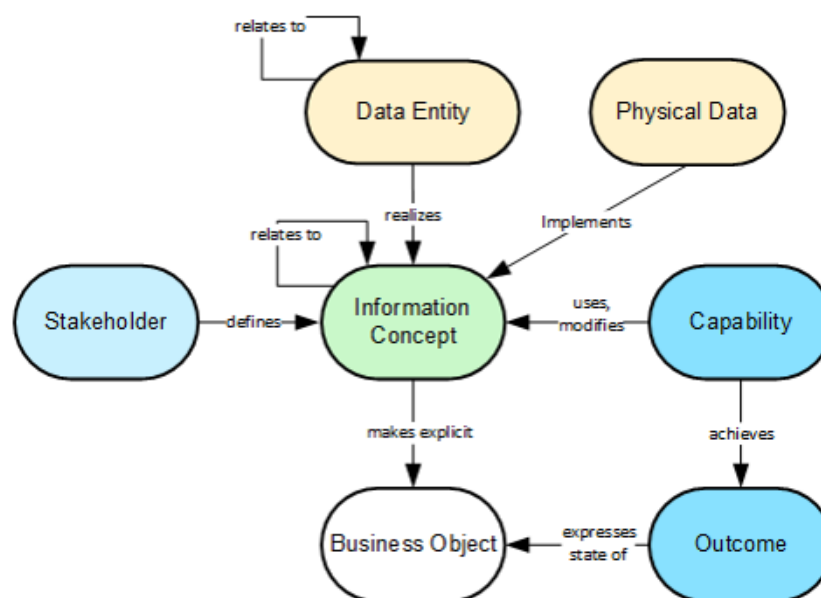 relates to
Data Entity
Physical Data
realizes
Implements
relates to
Stakeholder
defines
Information
Concept
uses,
modifies
Capability
makes explicit
achieves
Business Object
expresses
state of
Outcome